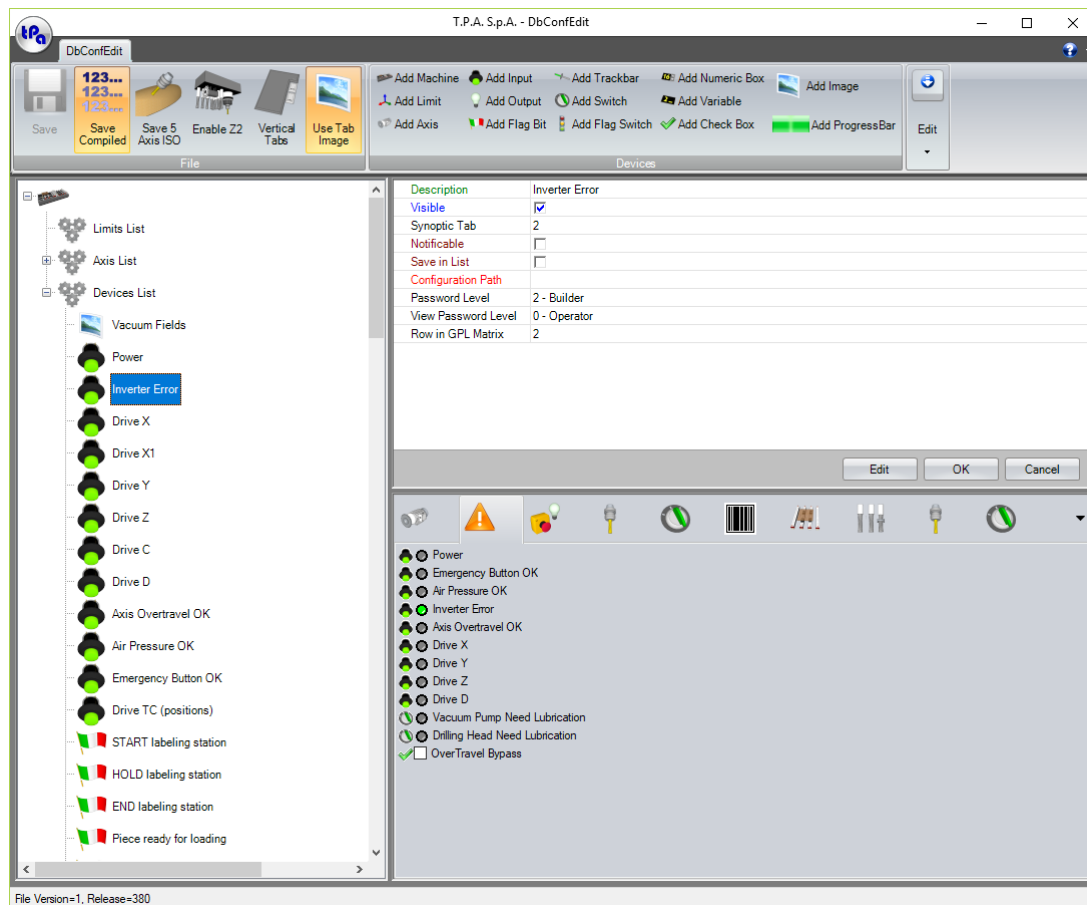 T.P.A. S.p.A. - DbConfEdit
tPa
DbConfEdit
Save
123...
123...
123...
Save Compiled
Save 5 Axis ISO
Enable Z2
Vertical Tabs
Use Tab Image
File
Add Machine
Add Input
Add Trackbar
Add Numeric Box
Add Image
Add Limit
Add Output
Add Switch
Add Variable
Add Axis
Add Flag Bit
Add Flag Switch
Add Check Box
Add ProgressBar
Devices
Edit
Limits List
Axis List
Devices List
Vacuum Fields
Power
Inverter Error
Drive X
Drive X1
Drive Y
Drive Z
Drive C
Drive D
Axis Overtravel OK
Air Pressure OK
Emergency Button OK
Drive TC (positions)
START labeling station
HOLD labeling station
END labeling station
Piece ready for loading
Description Inverter Error
Visible
Synoptic Tab 2
Notificable
Save in List
Configuration Path
Password Level 2 - Builder
View Password Level 0 - Operator
Row in GPL Matrix 2
Edit OK Cancel
Power
Emergency Button OK
Air Pressure OK
Inverter Error
Axis Overtravel OK
Drive X
Drive Y
Drive Z
Drive D
Vacuum Pump Need Lubrication
Drilling Head Need Lubrication
OverTravel Bypass
File Version=1, Release=380